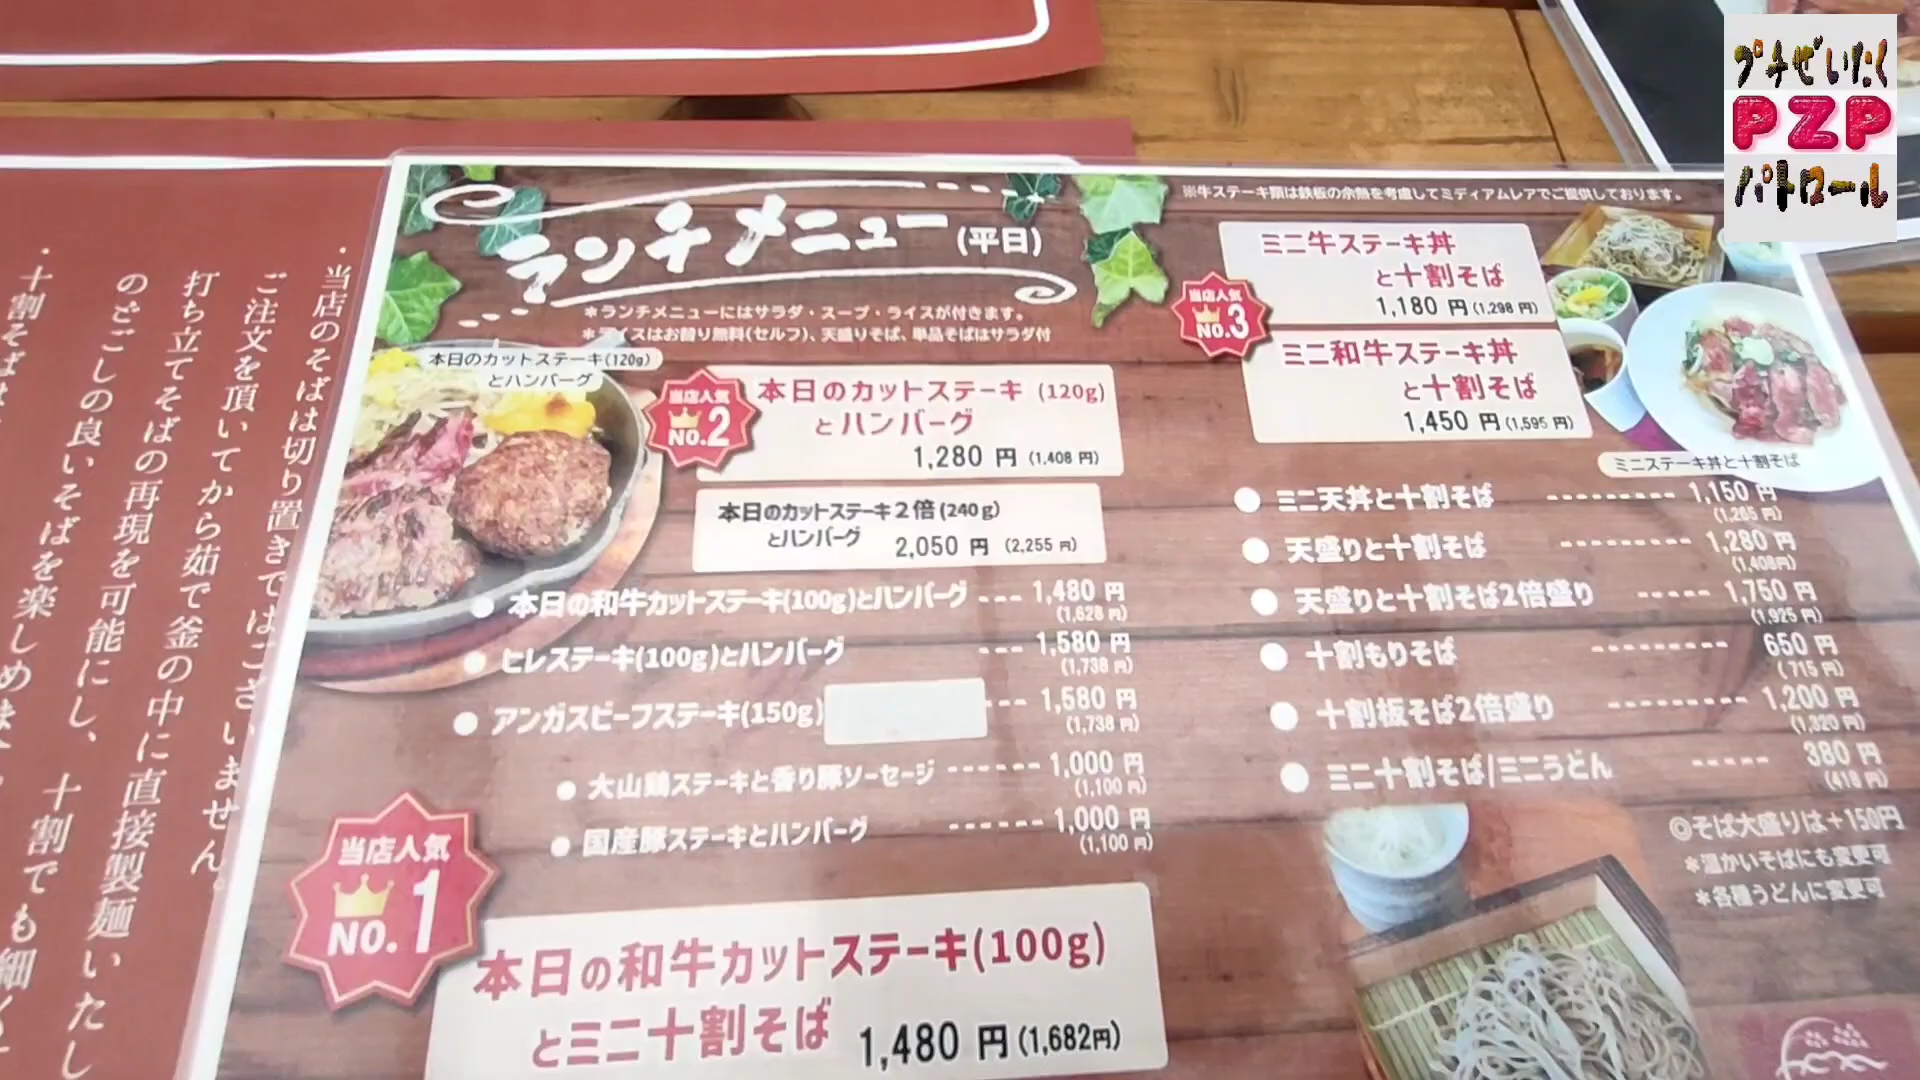 プチぜいたく
PZP
パトロール
ランチメニュー(平日)
＊ランチメニューにはサラダ・スープ・ライスが付きます。
＊ライスはお替り無料(セルフ)、天盛りそば、単品そばはサラダ付
本日のカットステーキ(120g)
とハンバーグ
当店人気
NO.2
本日のカットステーキ (120g)
とハンバーグ
1,280 円 (1,408 円)
本日のカットステーキ２倍(240g)
とハンバーグ 2,050 円 (2,255 円)
本日の和牛カットステーキ(100g)とハンバーグ --- 1,480 円
(1,628 円)
ヒレステーキ(100g)とハンバーグ --- 1,580 円
(1,738 円)
アンガスビーフステーキ(150g) --- 1,580 円
(1,738 円)
大山鶏ステーキと香り豚ソーセージ ------ 1,000 円
(1,100 円)
国産豚ステーキとハンバーグ ------ 1,000 円
(1,100 円)
当店人気
NO.1
本日の和牛カットステーキ(100g)
とミニ十割そば 1,480 円 (1,682円)
※牛ステーキ類は鉄板の余熱を考慮してミディアムレアでご提供しております。
当店人気
NO.3
ミニ牛ステーキ丼
と十割そば
1,180 円 (1,298 円)
ミニ和牛ステーキ丼
と十割そば
1,450 円 (1,595 円)
ミニステーキ丼と十割そば
ミニ天丼と十割そば --------- 1,150 円
(1,265 円)
天盛りと十割そば --------- 1,280 円
(1,408円)
天盛りと十割そば2倍盛り ----- 1,750 円
(1,925 円)
十割もりそば --------- 650 円
(715 円)
十割板そば2倍盛り --------- 1,200 円
(1,320 円)
ミニ十割そば/ミニうどん ----- 380 円
(418 円)
◎そば大盛りは＋150円
＊温かいそばにも変更可
＊各種うどんに変更可
・当店のそばは切り置きではございません。
ご注文を頂いてから茹で釜の中に直接製麺いたし
打ち立てそばの再現を可能にし、
のどごしの良いそばを楽しめます
・十割そばは
十割でも細く